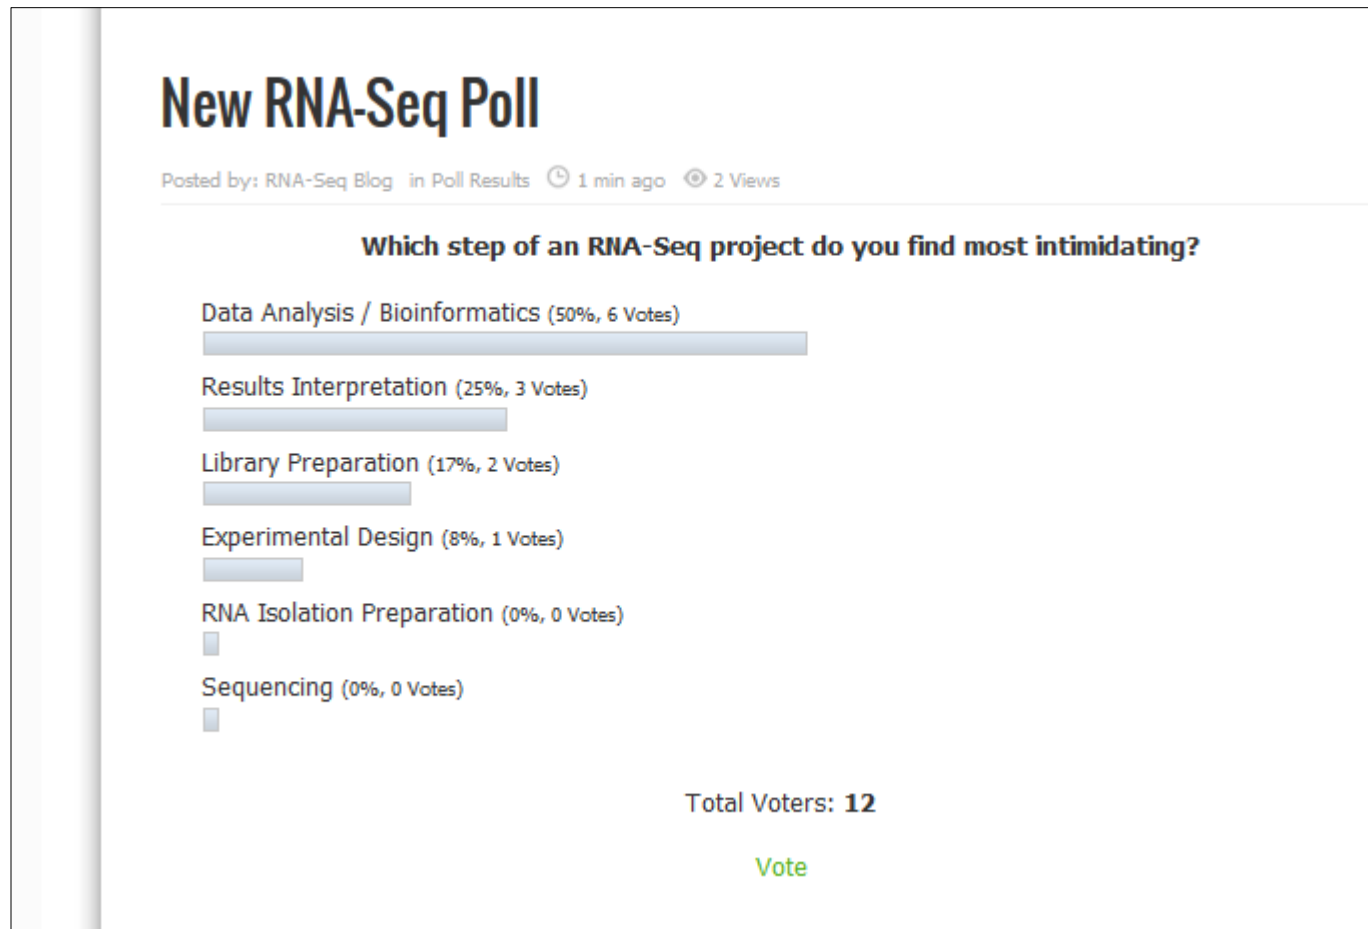 New RNA-Seq Poll
Posted by: RNA-Seq Blog in Poll Results 1 min ago 2 Views
Which step of an RNA-Seq project do you find most intimidating?
Data Analysis / Bioinformatics (50%, 6 Votes)
Results Interpretation (25%, 3 Votes)
Library Preparation (17%, 2 Votes)
Experimental Design (8%, 1 Votes)
RNA Isolation Preparation (0%, 0 Votes)
Sequencing (0%, 0 Votes)
Total Voters: 12
Vote